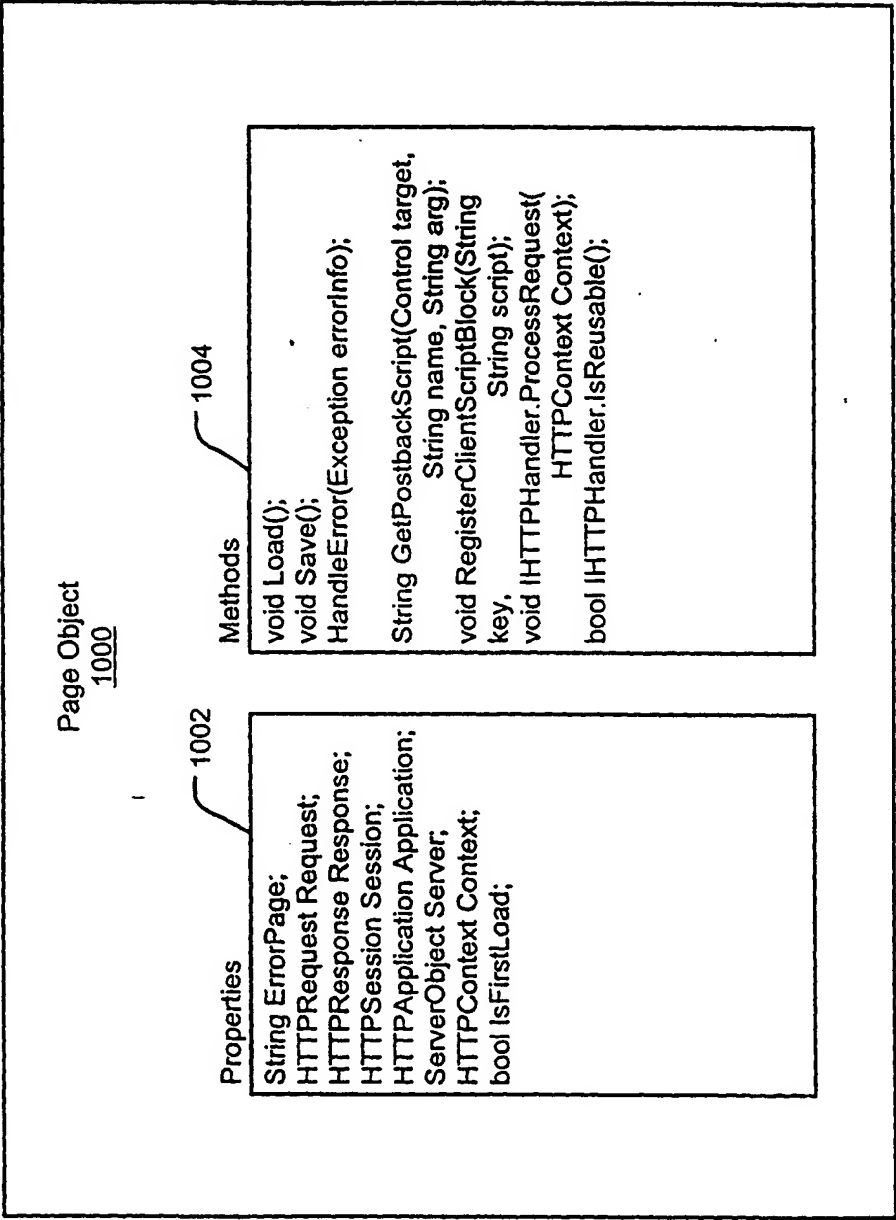 Page Object
1000
Properties
1002
String ErrorPage;
HTTPRequest Request;
HTTPResponse Response;
HTTPSession Session;
HTTPApplication Application;
ServerObject Server;
HTTPContext Context;
bool IsFirstLoad;
Methods
1004
void Load();
void Save();
HandleError(Exception errorInfo);
String GetPostbackScript(Control target,
String name, String arg);
void RegisterClientScriptBlock(String
key, String script);
void IHTTPHandler.ProcessRequest(
HTTPContext Context);
bool IHTTPHandler.IsReusable();